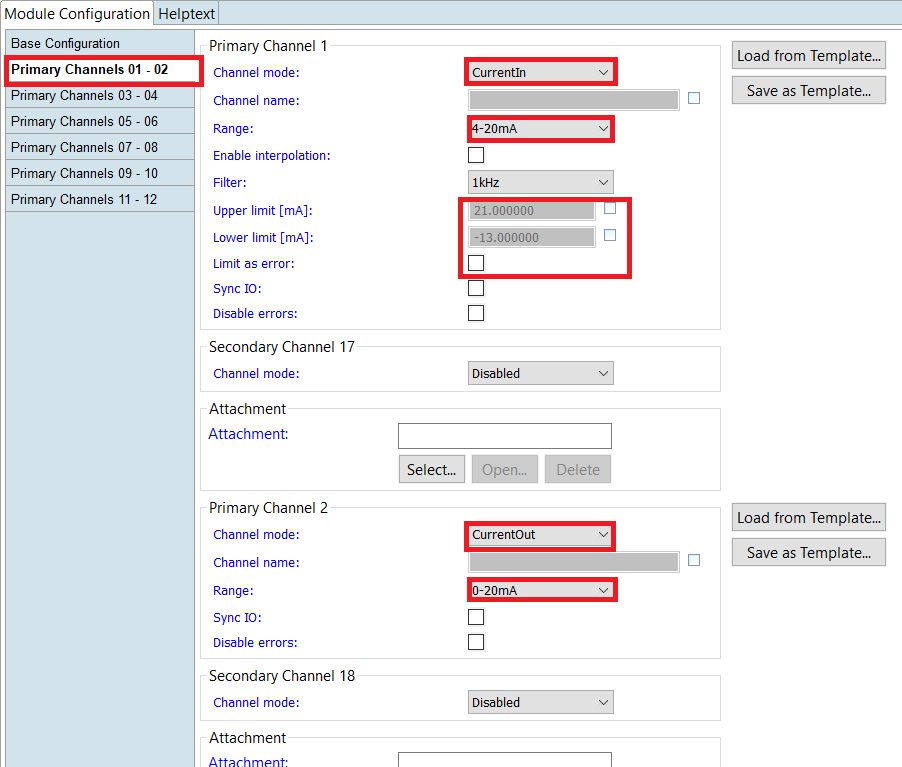 Module Configuration Helptext
Base Configuration
Primary Channels 01 - 02
Primary Channels 03 - 04
Primary Channels 05 - 06
Primary Channels 07 - 08
Primary Channels 09 - 10
Primary Channels 11 - 12
Primary Channel 1
Channel mode: CurrentIn
Channel name:
Range: 4-20mA
Enable interpolation:
Filter: 1kHz
Upper limit [mA]: 21.000000
Lower limit [mA]: -13.000000
Limit as error:
Sync IO:
Disable errors:
Load from Template...
Save as Template...
Secondary Channel 17
Channel mode: Disabled
Attachment
Attachment:
Select... Open... Delete
Primary Channel 2
Channel mode: CurrentOut
Channel name:
Range: 0-20mA
Sync IO:
Disable errors:
Load from Template...
Save as Template...
Secondary Channel 18
Channel mode: Disabled
Attachment
Attachment: